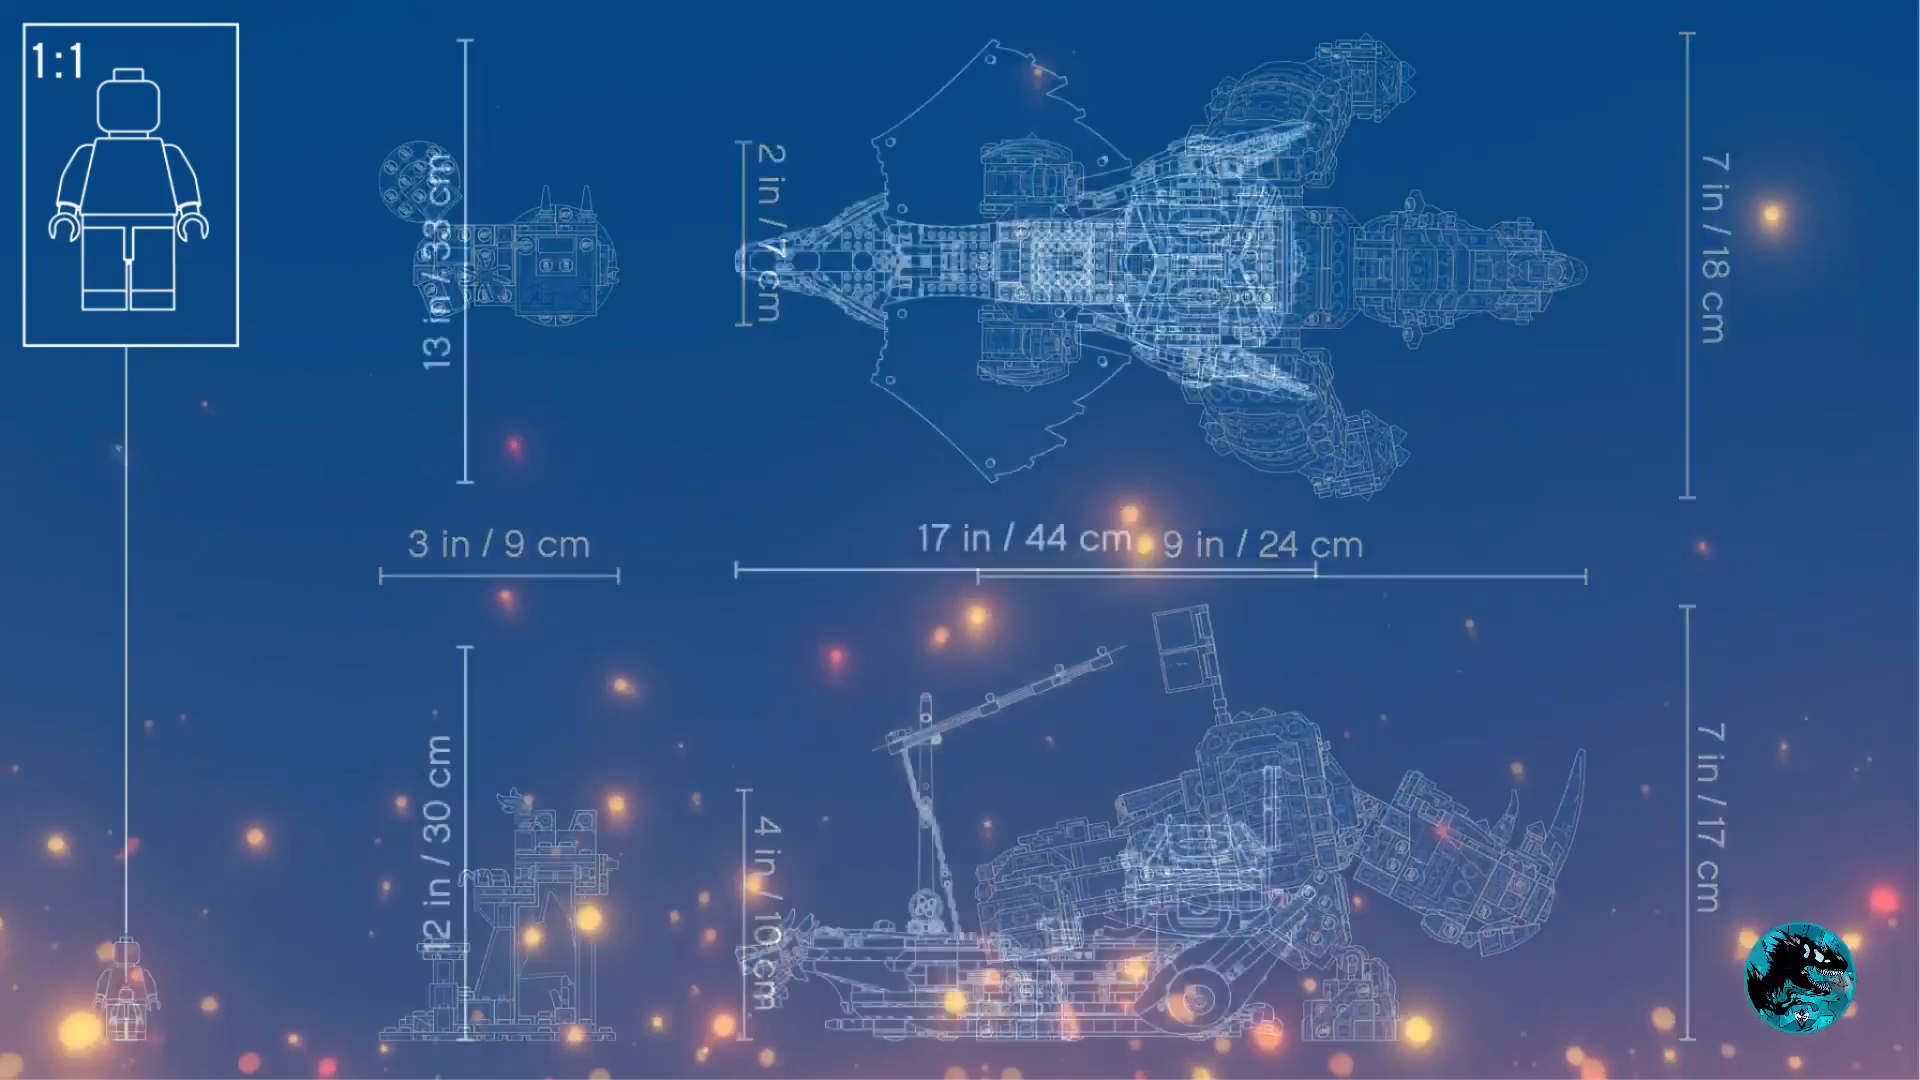 1:1
13 in / 33 cm
2 in / 7 cm
7 in / 18 cm
3 in / 9 cm
17 in / 44 cm
9 in / 24 cm
12 in / 30 cm
4 in / 10 cm
7 in / 17 cm